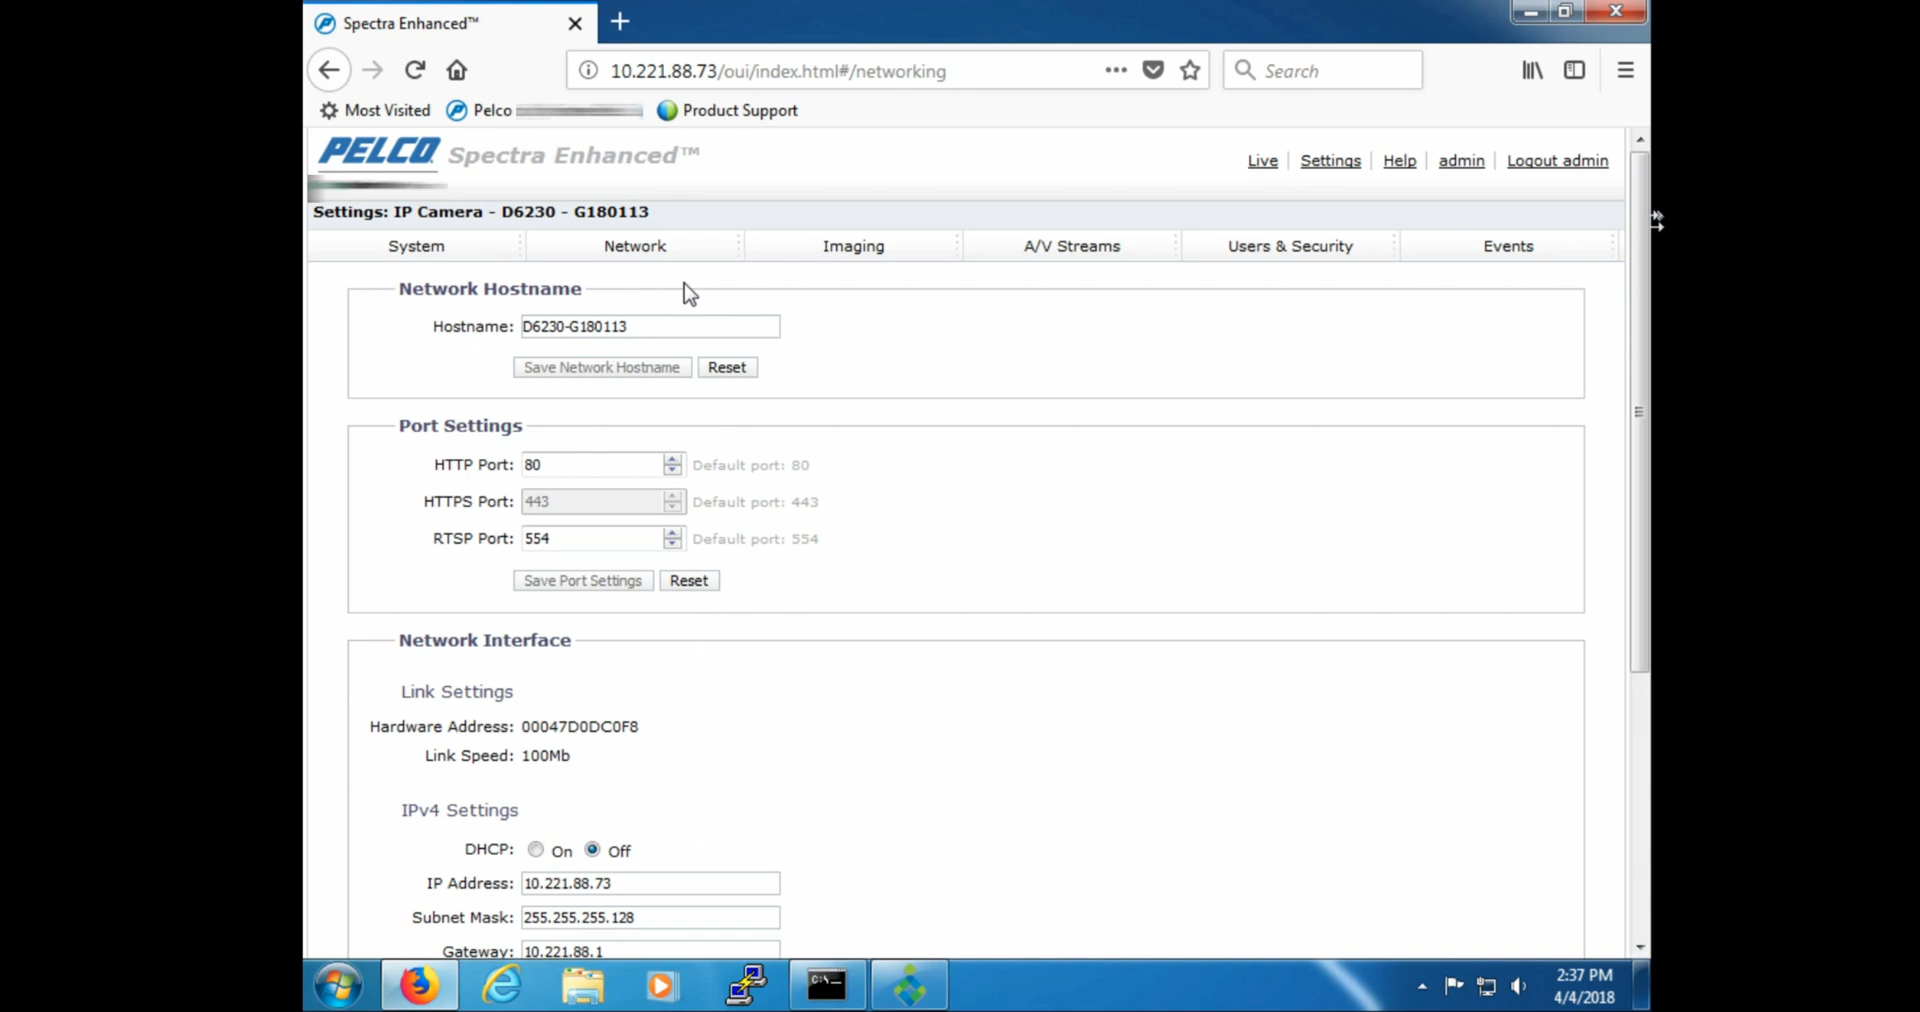 Spectra Enhanced™
10.221.88.73/oui/index.html#/networking
Search
Most Visited Pelco Product Support
PELCO Spectra Enhanced™
Live Settings Help admin Logout admin
Settings: IP Camera - D6230 - G180113
System Network Imaging A/V Streams Users & Security Events
Network Hostname
Hostname: D6230-G180113
Save Network Hostname Reset
Port Settings
HTTP Port: 80 Default port: 80
HTTPS Port: 443 Default port: 443
RTSP Port: 554 Default port: 554
Save Port Settings Reset
Network Interface
Link Settings
Hardware Address: 00047D0DC0F8
Link Speed: 100Mb
IPv4 Settings
DHCP: On Off
IP Address: 10.221.88.73
Subnet Mask: 255.255.255.128
Gateway: 10.221.88.1
C:\._
2:37 PM
4/4/2018